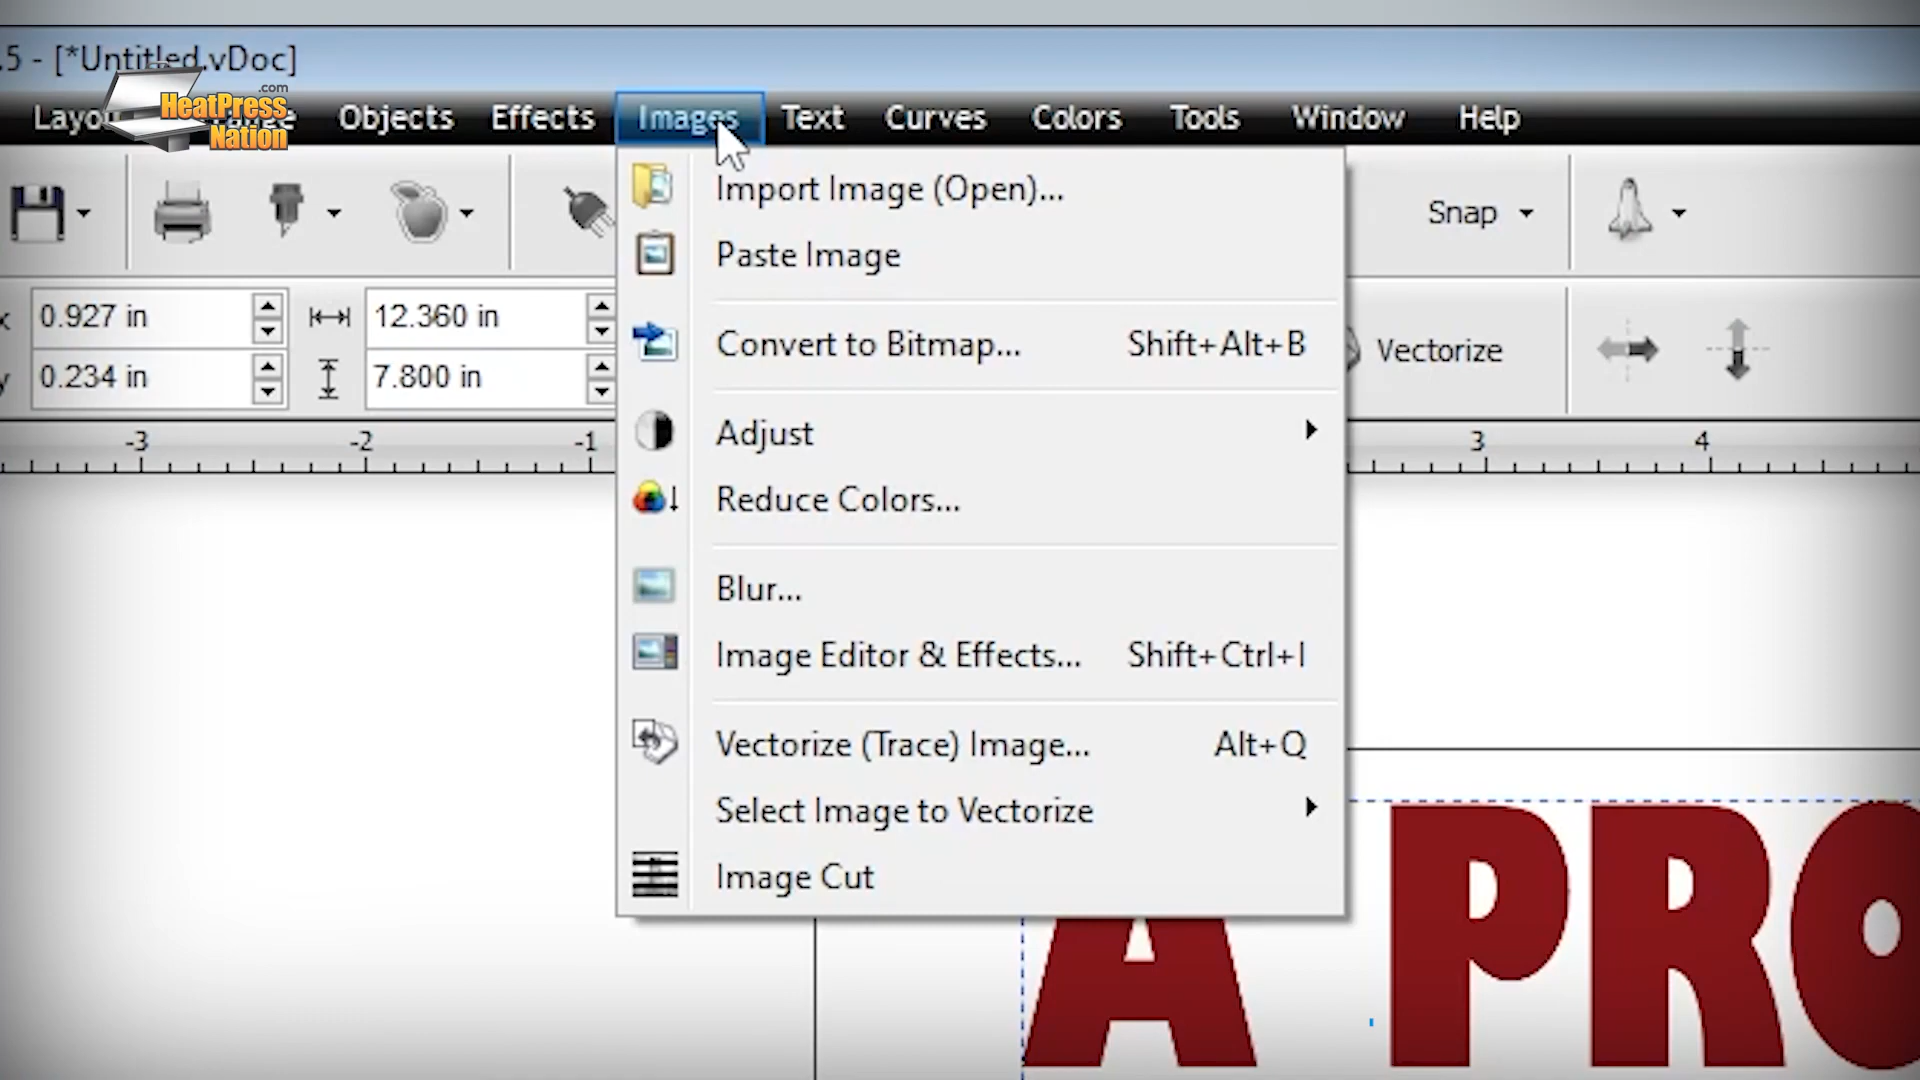 .5 - [*Untitled.vDoc]
HeatPress
Nation
.com
Objects Effects Images Text Curves Colors Tools Window Help
Import Image (Open)...
Paste Image
Snap
x 0.927 in 12.360 in
y 0.234 in 7.800 in
Convert to Bitmap... Shift+Alt+B
Vectorize
Adjust
-3 -2 -1 3 4
Reduce Colors...
Blur...
Image Editor & Effects... Shift+Ctrl+I
Vectorize (Trace) Image... Alt+Q
Select Image to Vectorize
Image Cut
A PRO